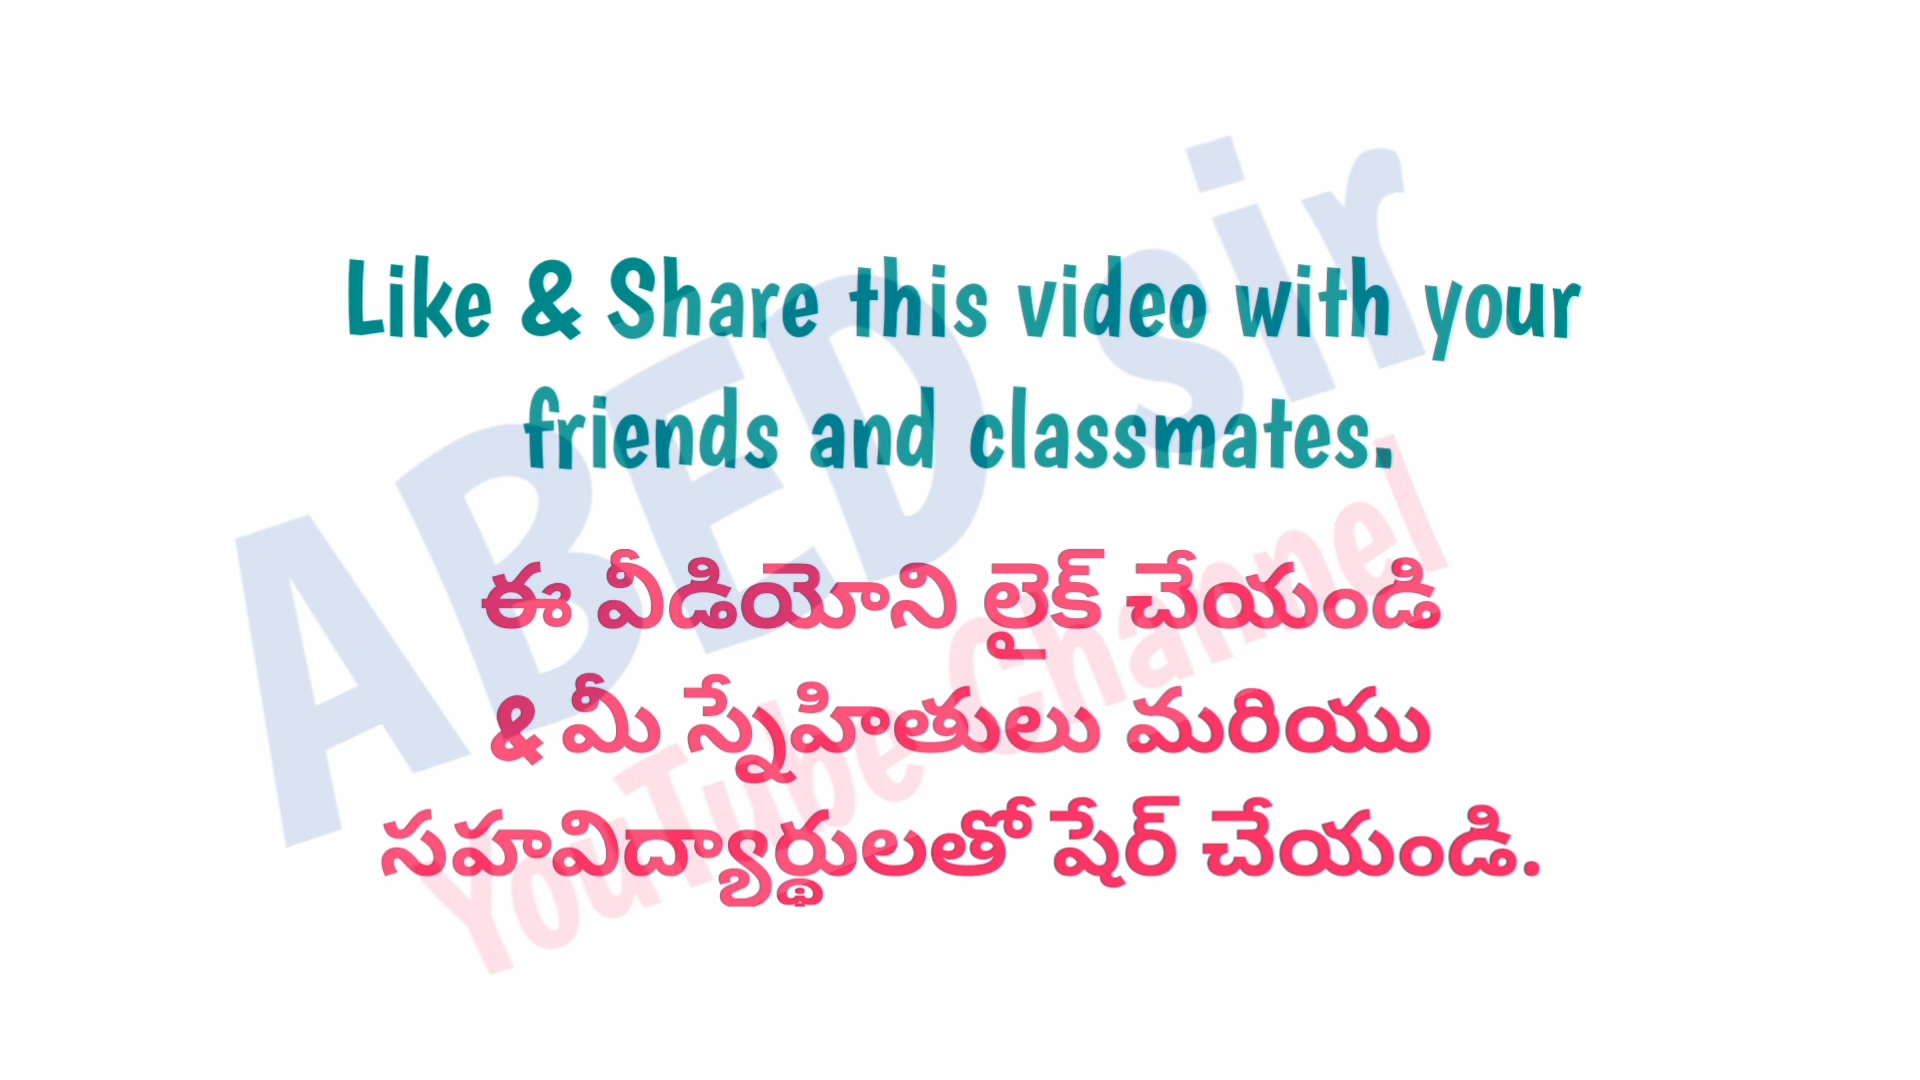 Like & Share this video with your
friends and classmates.
ఈ వీడియోని లైక్ చేయండి
& మీ స్నేహితులు మరియు
సహవిద్యార్థులతో షేర్ చేయండి.
ABED sir
YouTube Channel